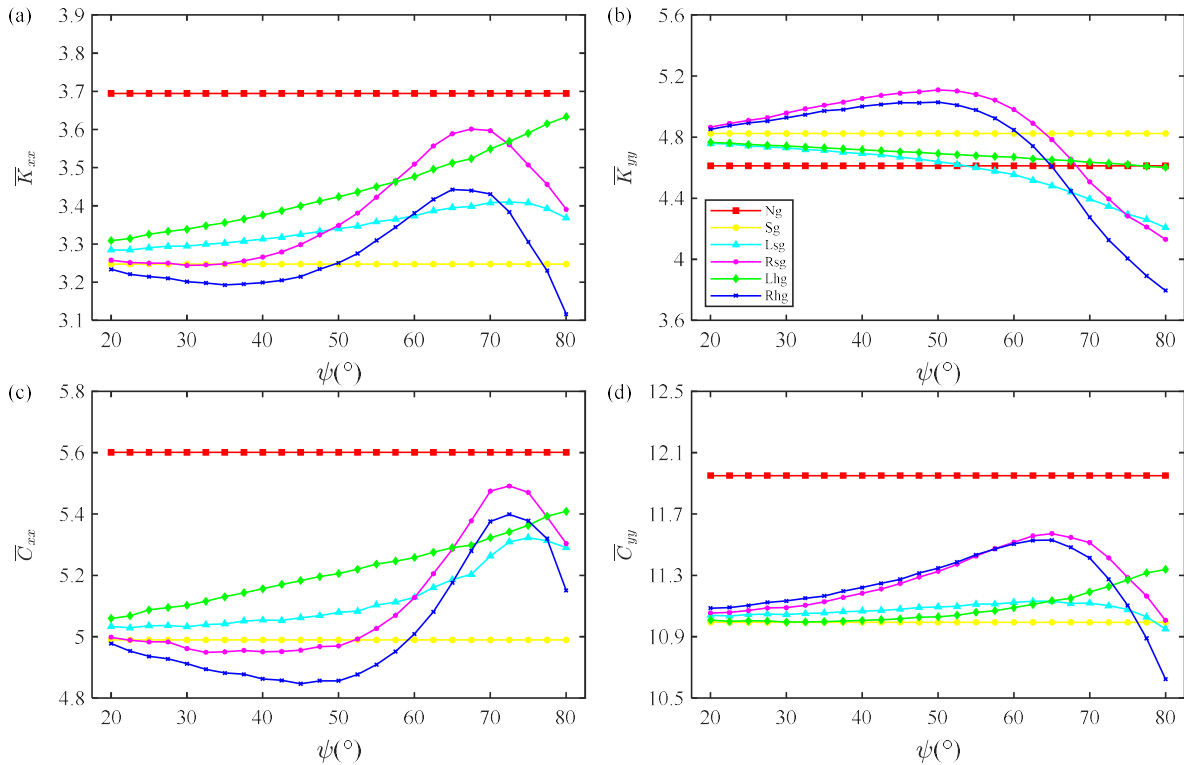 (a)
3.9
3.7
3.5
3.4
3.3
3.2
3.1
K̅xx
20 30 40 50 60 70 80
ψ(°)
(b)
5.6
5.2
4.8
4.4
4
3.6
K̅yy
Ng
Sg
Lsg
Rsg
Lhg
Rhg
20 30 40 50 60 70 80
ψ(°)
(c)
5.8
5.6
5.4
5.2
5
4.8
C̅xx
20 30 40 50 60 70 80
ψ(°)
(d)
12.5
12.1
11.7
11.3
10.9
10.5
C̅yy
20 30 40 50 60 70 80
ψ(°)